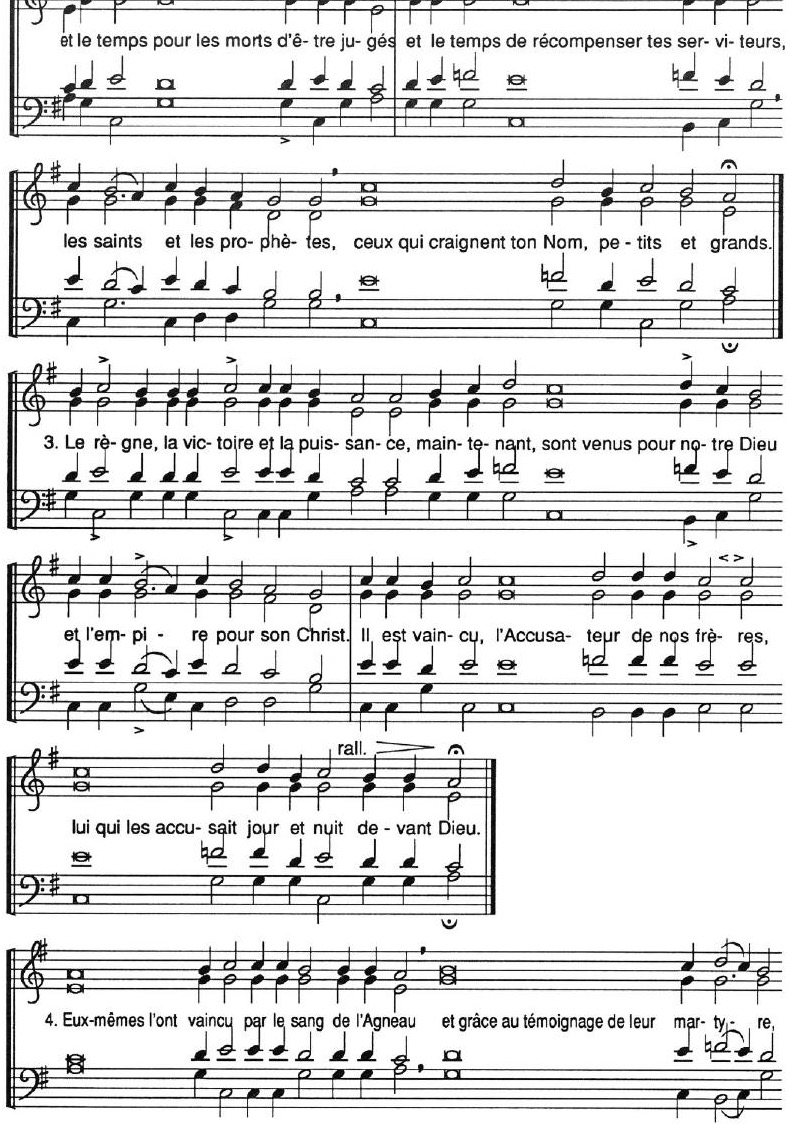 et le temps pour les morts d'ê- tre ju- gés et le temps de récompenser tes ser- vi- teurs,
les saints et les pro- phè- tes, ceux qui craignent ton Nom, pe - tits et grands.
3. Le rè- gne, la vic- toire et la puis- san- ce, main- te- nant, sont venus pour no- tre Dieu
et l'em- pi - re pour son Christ. Il est vain- cu, l'Accusa- teur de nos frè- res,
rall.
lui qui les accu- sait jour et nuit de - vant Dieu.
4. Eux-mêmes l'ont vaincu par le sang de l'Agneau et grâce au témoignage de leur mar- ty - re,